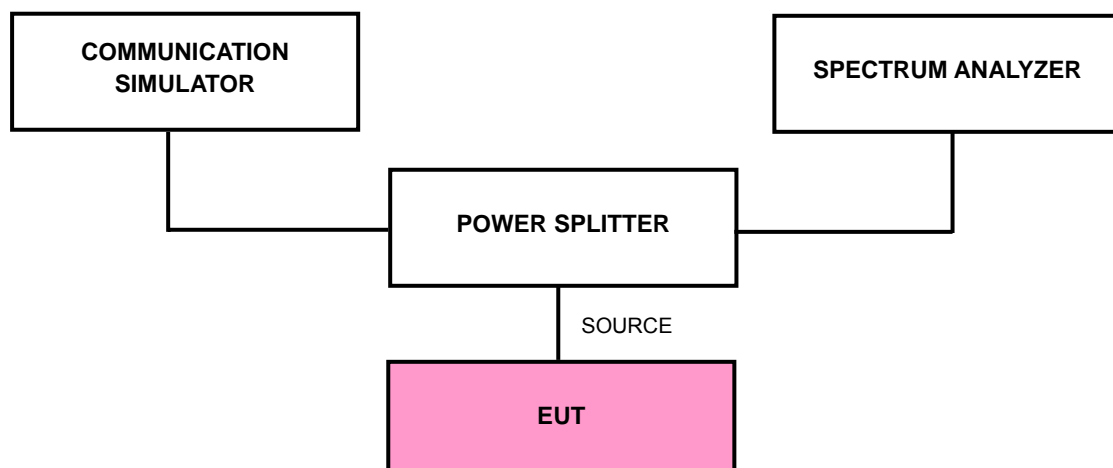 COMMUNICATION
SIMULATOR
SPECTRUM ANALYZER
POWER SPLITTER
SOURCE
EUT